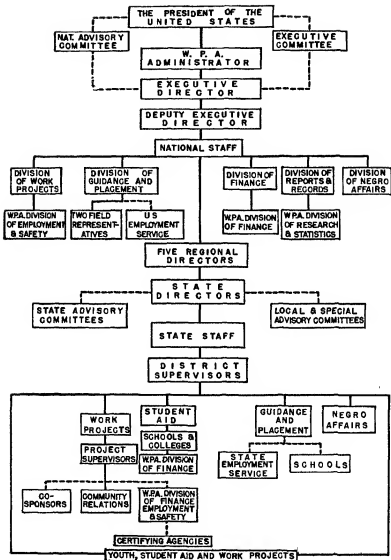 THE PRESIDENT OF THE
UNITED STATES
NAT. ADVISORY
COMMITTEE
EXECUTIVE
COMMITTEE
W. P. A.
ADMINISTRATOR
EXECUTIVE
DIRECTOR
DEPUTY EXECUTIVE
DIRECTOR
NATIONAL STAFF
DIVISION
OF WORK
PROJECTS
DIVISION OF
GUIDANCE AND
PLACEMENT
DIVISION OF
FINANCE
DIVISION OF
REPORTS &
RECORDS
DIVISION OF
NEGRO
AFFAIRS
W.P.A. DIVISION
OF EMPLOYMENT
& SAFETY
TWO FIELD
REPRESENT-
ATIVES
U S
EMPLOYMENT
SERVICE
W.P.A. DIVISION
OF FINANCE
W.P.A. DIVISION
OF RESEARCH
& STATISTICS
FIVE REGIONAL
DIRECTORS
STATE
DIRECTORS
STATE ADVISORY
COMMITTEES
LOCAL & SPECIAL
ADVISORY COMMITTEES
STATE STAFF
DISTRICT
SUPERVISORS
WORK
PROJECTS
STUDENT
AID
GUIDANCE
AND
PLACEMENT
NEGRO
AFFAIRS
PROJECT
SUPERVISORS
SCHOOLS
& COLLEGES
W.P.A. DIVISION
OF FINANCE
STATE
EMPLOYMENT
SERVICE
SCHOOLS
CO-
SPONSORS
COMMUNITY
RELATIONS
W.P.A. DIVISION
OF FINANCE
EMPLOYMENT
& SAFETY
CERTIFYING AGENCIES
YOUTH, STUDENT AID AND WORK PROJECTS